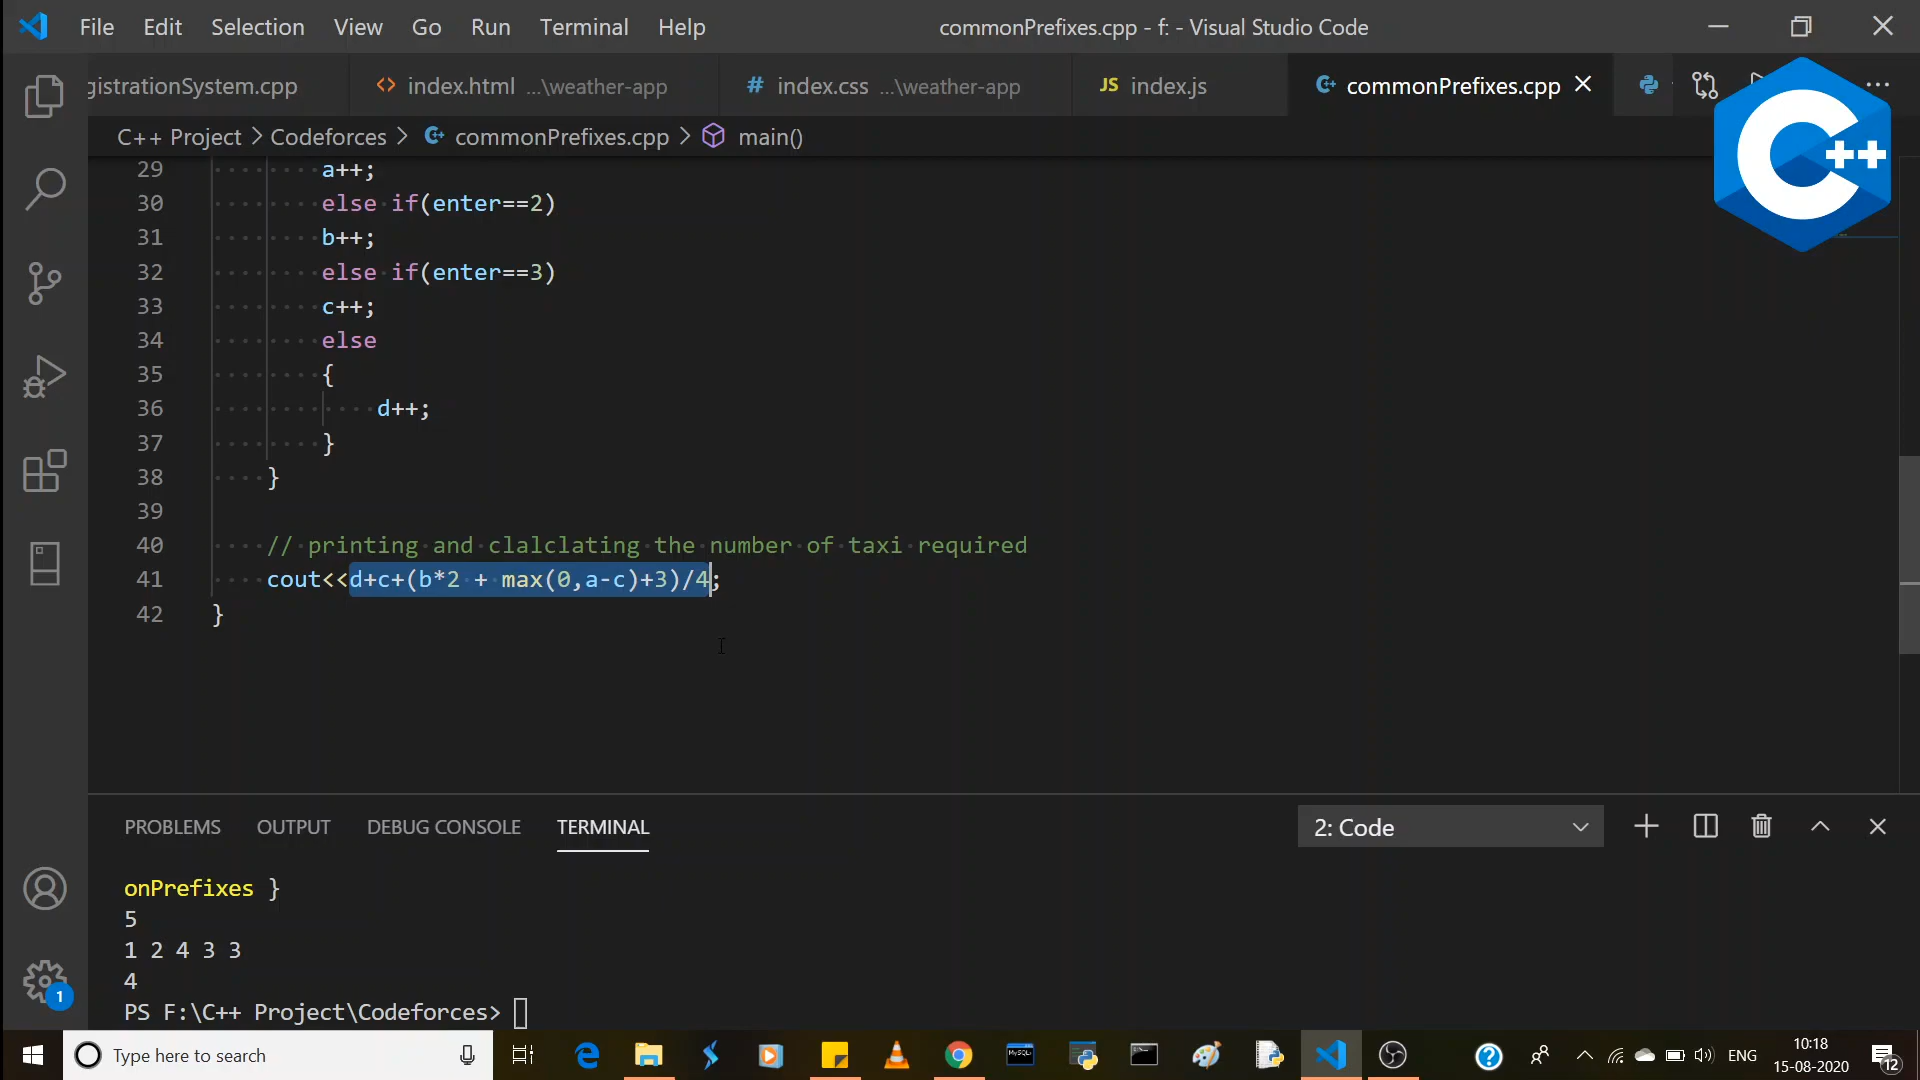 File Edit Selection View Go Run Terminal Help
commonPrefixes.cpp - f: - Visual Studio Code
gistrationSystem.cpp
<> index.html ...\weather-app
# index.css ...\weather-app
JS index.js
commonPrefixes.cpp
C++ Project > Codeforces > commonPrefixes.cpp > main()
C++
29 a++;
30 else if(enter==2)
31 b++;
32 else if(enter==3)
33 c++;
34 else
35 {
36 d++;
37 }
38 }
39
40 // printing and clalclating the number of taxi required
41 cout<<d+c+(b*2 + max(0,a-c)+3)/4;
42 }
PROBLEMS OUTPUT DEBUG CONSOLE TERMINAL
2: Code
onPrefixes }
5
1 2 4 3 3
4
PS F:\C++ Project\Codeforces>
1
Type here to search
MySQL
ENG
10:18
15-08-2020
12